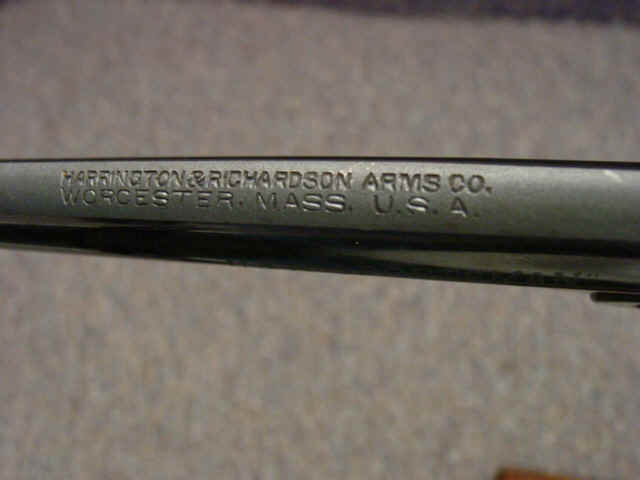 HARRINGTON & RICHARDSON ARMS CO.
WORCESTER. MASS. U. S. A.